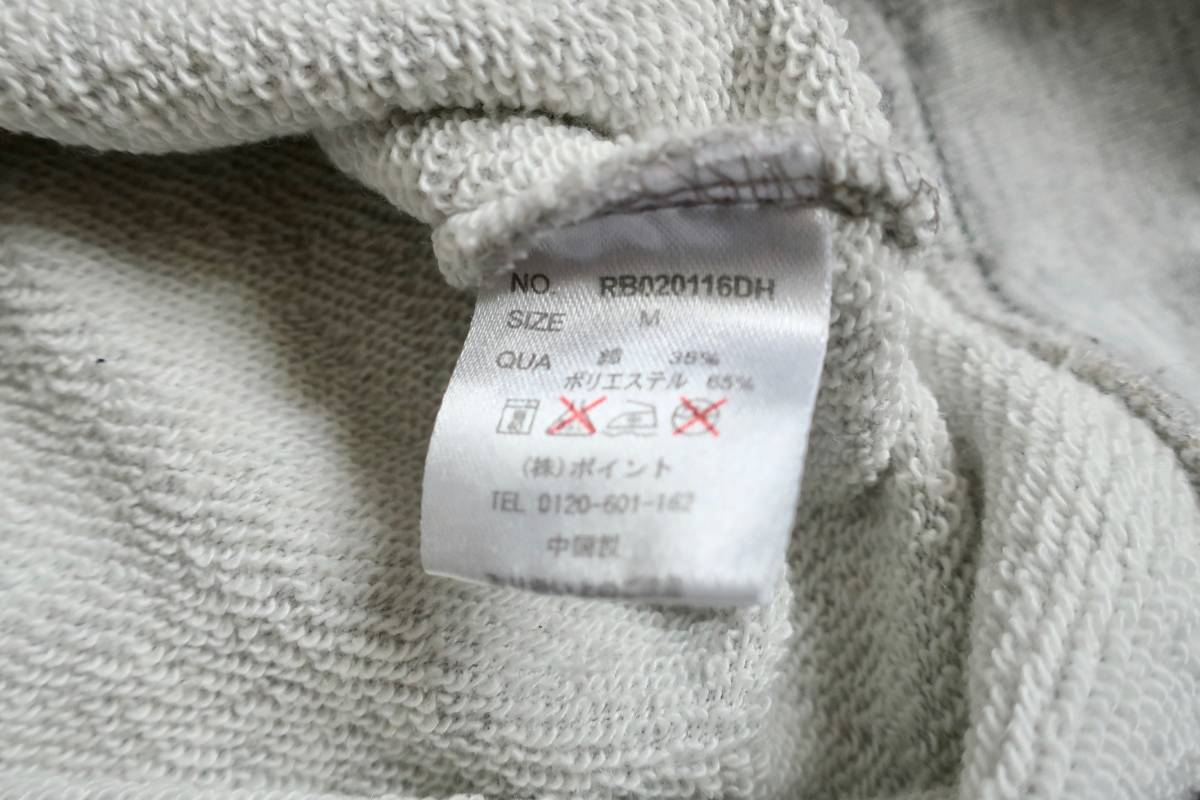 NO. RB020116DH
SIZE M
QUA 綿 35%
ポリエステル 65%
(株)ポイント
TEL 0120-601-162
中国製